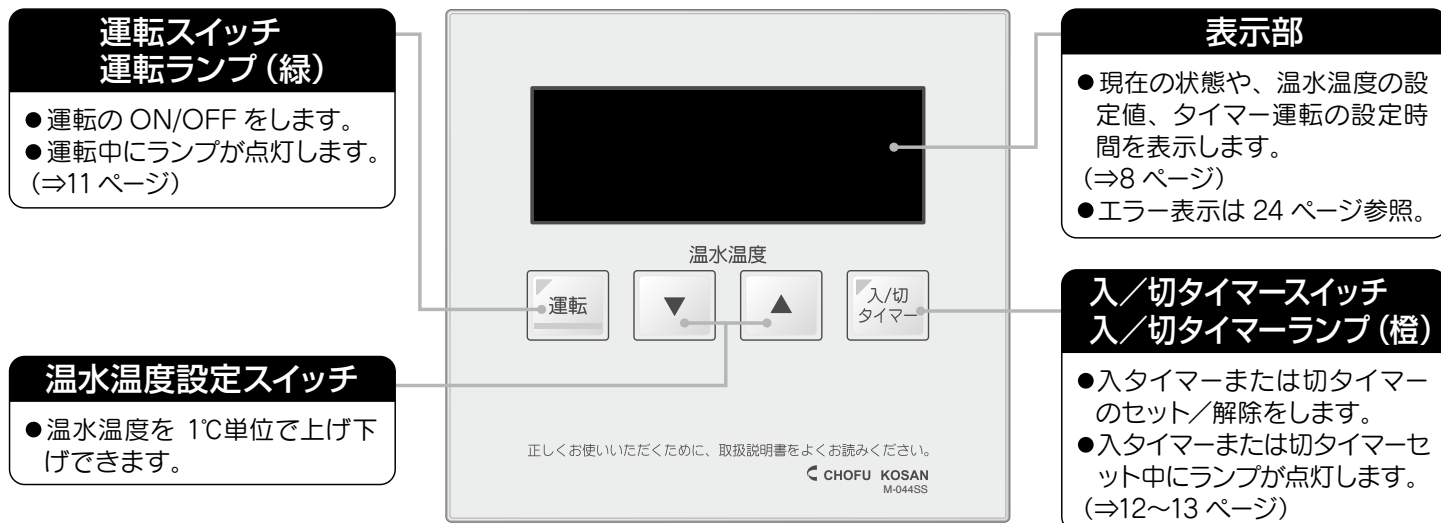 運転スイッチ
運転ランプ（緑）
●運転の ON/OFF をします。
●運転中にランプが点灯します。
（⇒11 ページ）
温水温度設定スイッチ
●温水温度を 1℃単位で上げ下
げできます。
温水温度
運転
▼
▲
入/切
タイマー
正しくお使いいただくために、取扱説明書をよくお読みください。
CHOFU KOSAN
M-044SS
表示部
●現在の状態や、温水温度の設
定値、タイマー運転の設定時
間を表示します。
（⇒8 ページ）
●エラー表示は 24 ページ参照。
入／切タイマースイッチ
入／切タイマーランプ（橙）
●入タイマーまたは切タイマー
のセット／解除をします。
●入タイマーまたは切タイマーセ
ット中にランプが点灯します。
（⇒12〜13 ページ）